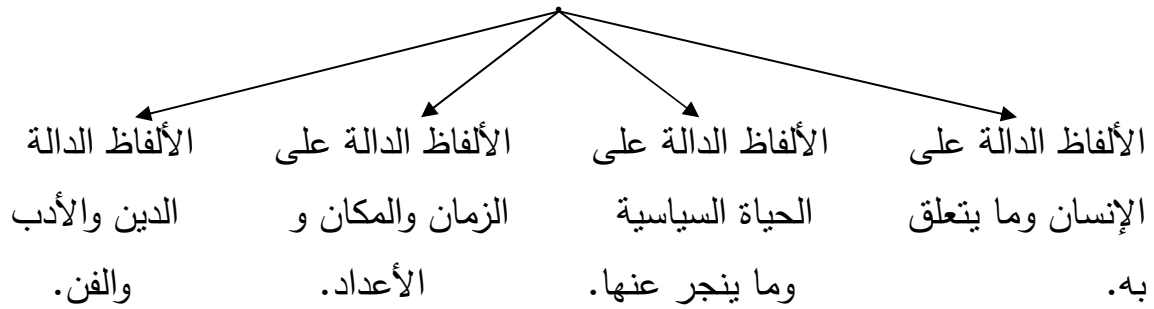 الألفاظ الدالة على
الإنسان وما يتعلق
به.
الألفاظ الدالة على
الحياة السياسية
وما ينجر عنها.
الألفاظ الدالة على
الزمان والمكان و
الأعداد.
الألفاظ الدالة
الدين والأدب
والفن.